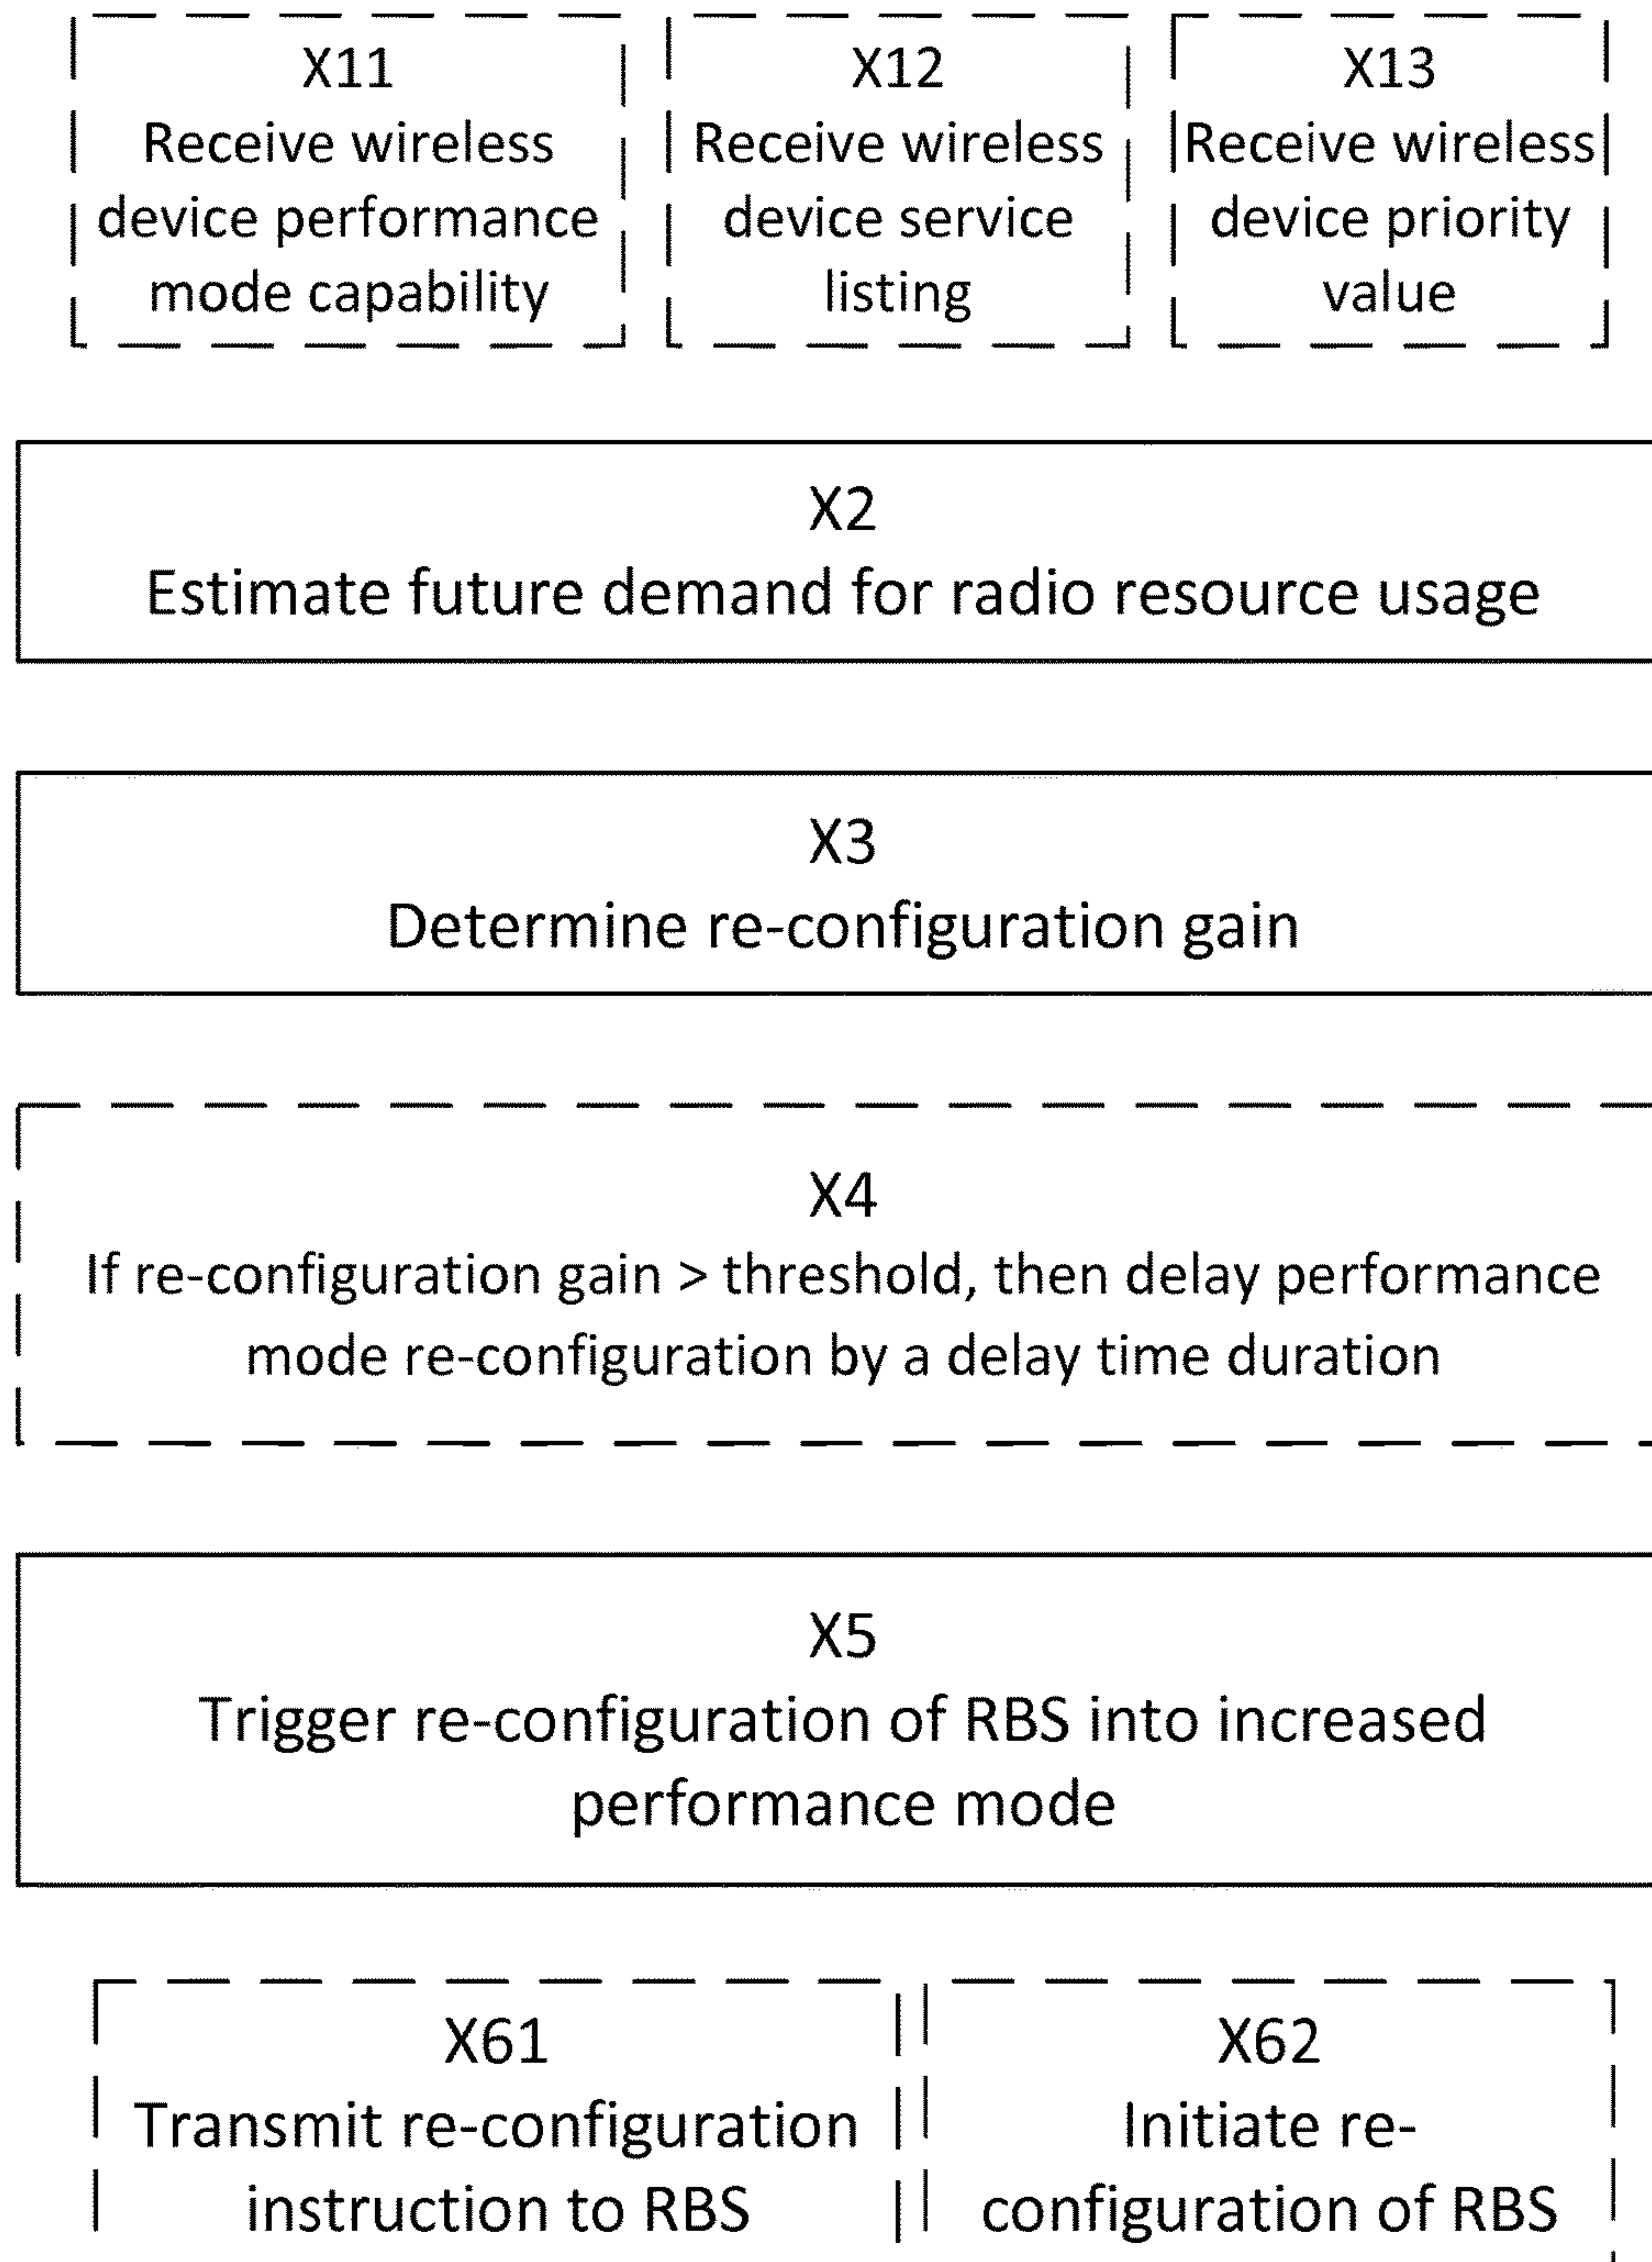 X11
Receive wireless
device performance
mode capability
X12
Receive wireless
device service
listing
X13
Receive wireless
device priority
value
X2
Estimate future demand for radio resource usage
X3
Determine re-configuration gain
X4
If re-configuration gain > threshold, then delay performance
mode re-configuration by a delay time duration
X5
Trigger re-configuration of RBS into increased
performance mode
X61
Transmit re-configuration
instruction to RBS
X62
Initiate re-
configuration of RBS